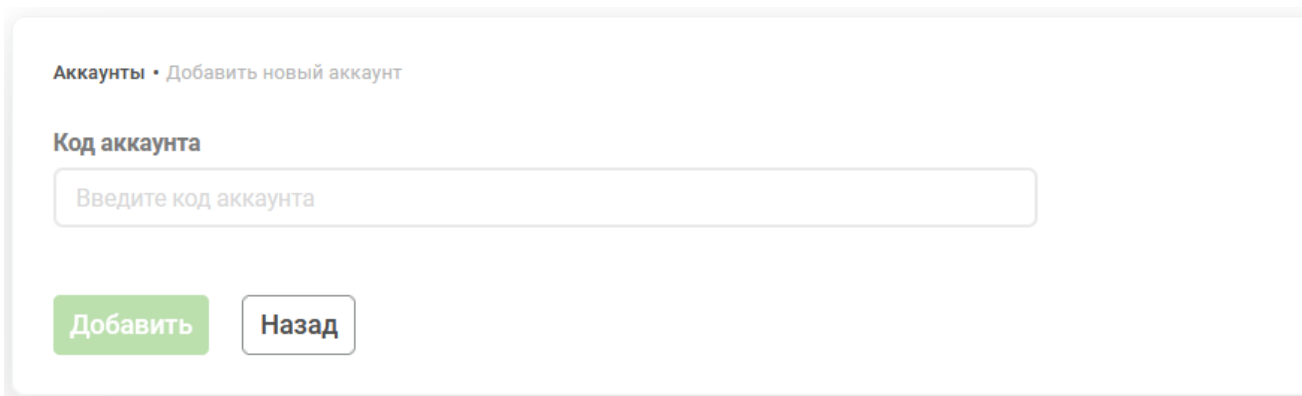 Аккаунты • Добавить новый аккаунт
Код аккаунта
Введите код аккаунта
Добавить Назад